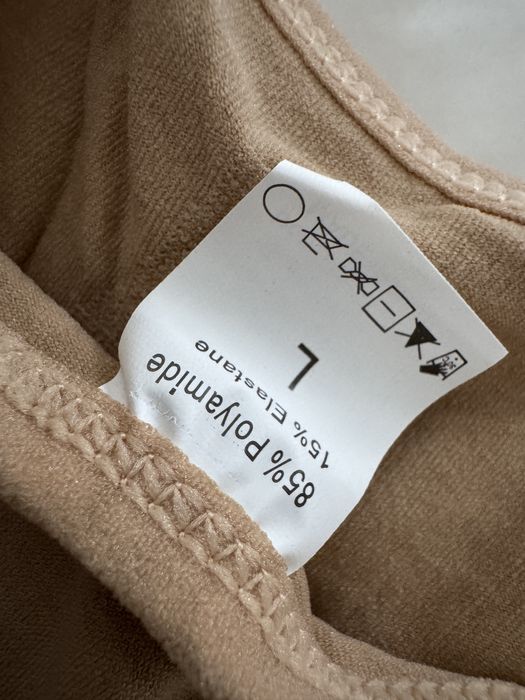 85% Polyamide
15% Elastane
L